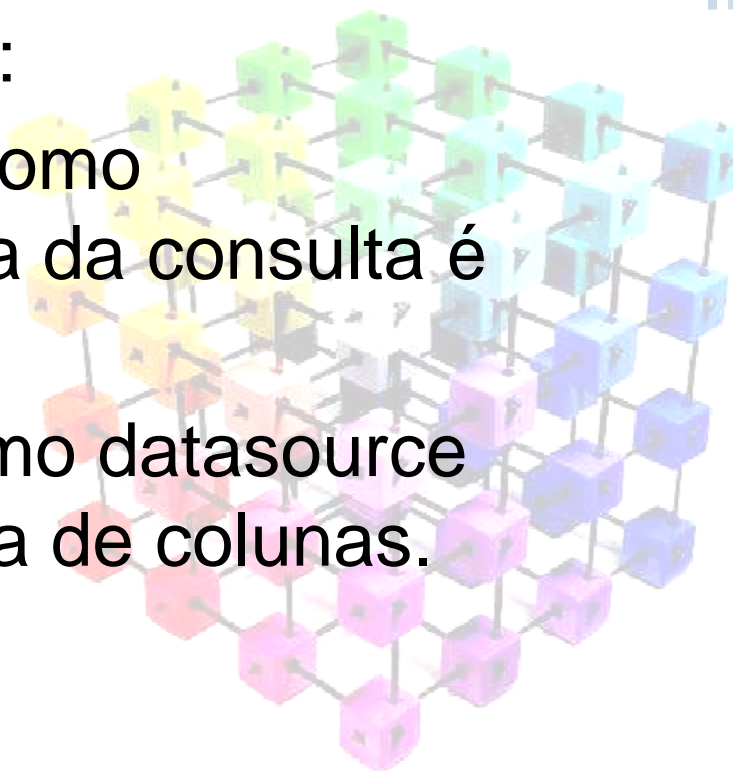 :
omo
a da consulta é
mo datasource
a de colunas.